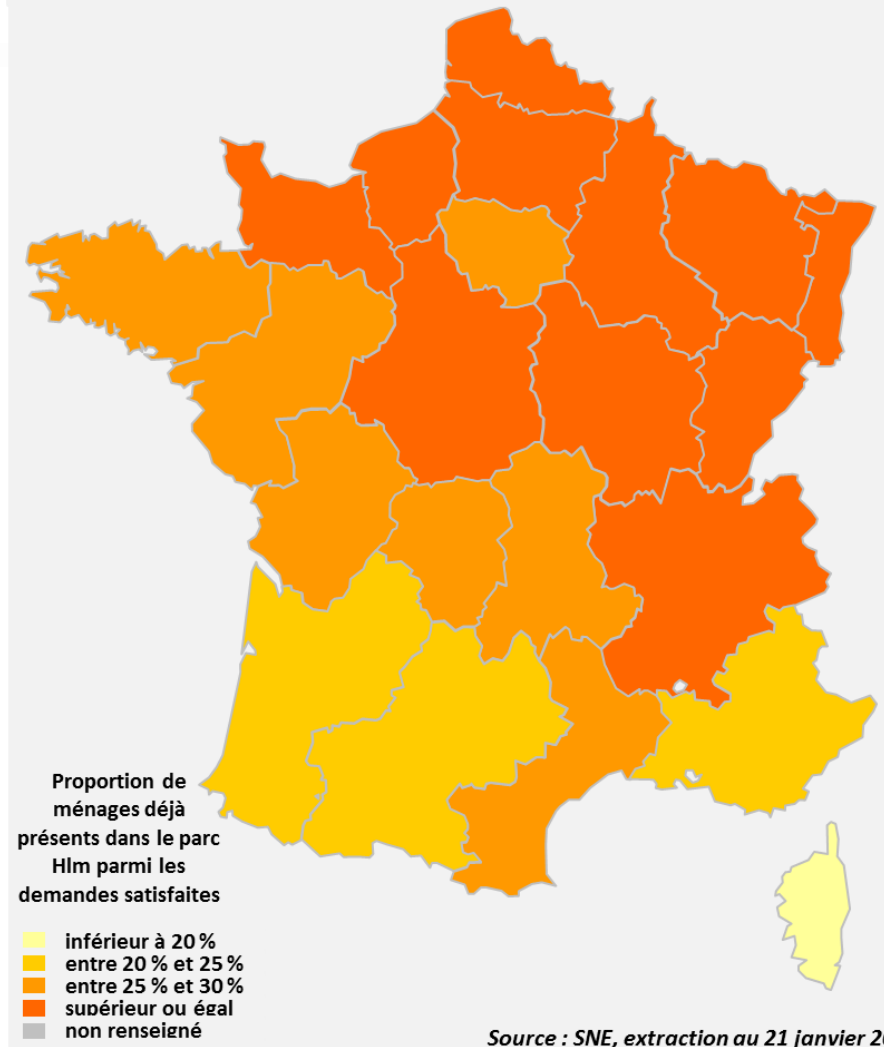 Proportion de
ménages déjà
présents dans le parc
Hlm parmi les
demandes satisfaites
inférieur à 20 %
entre 20 % et 25 %
entre 25 % et 30 %
supérieur ou égal
non renseigné
Source : SNE, extraction au 21 janvier 20